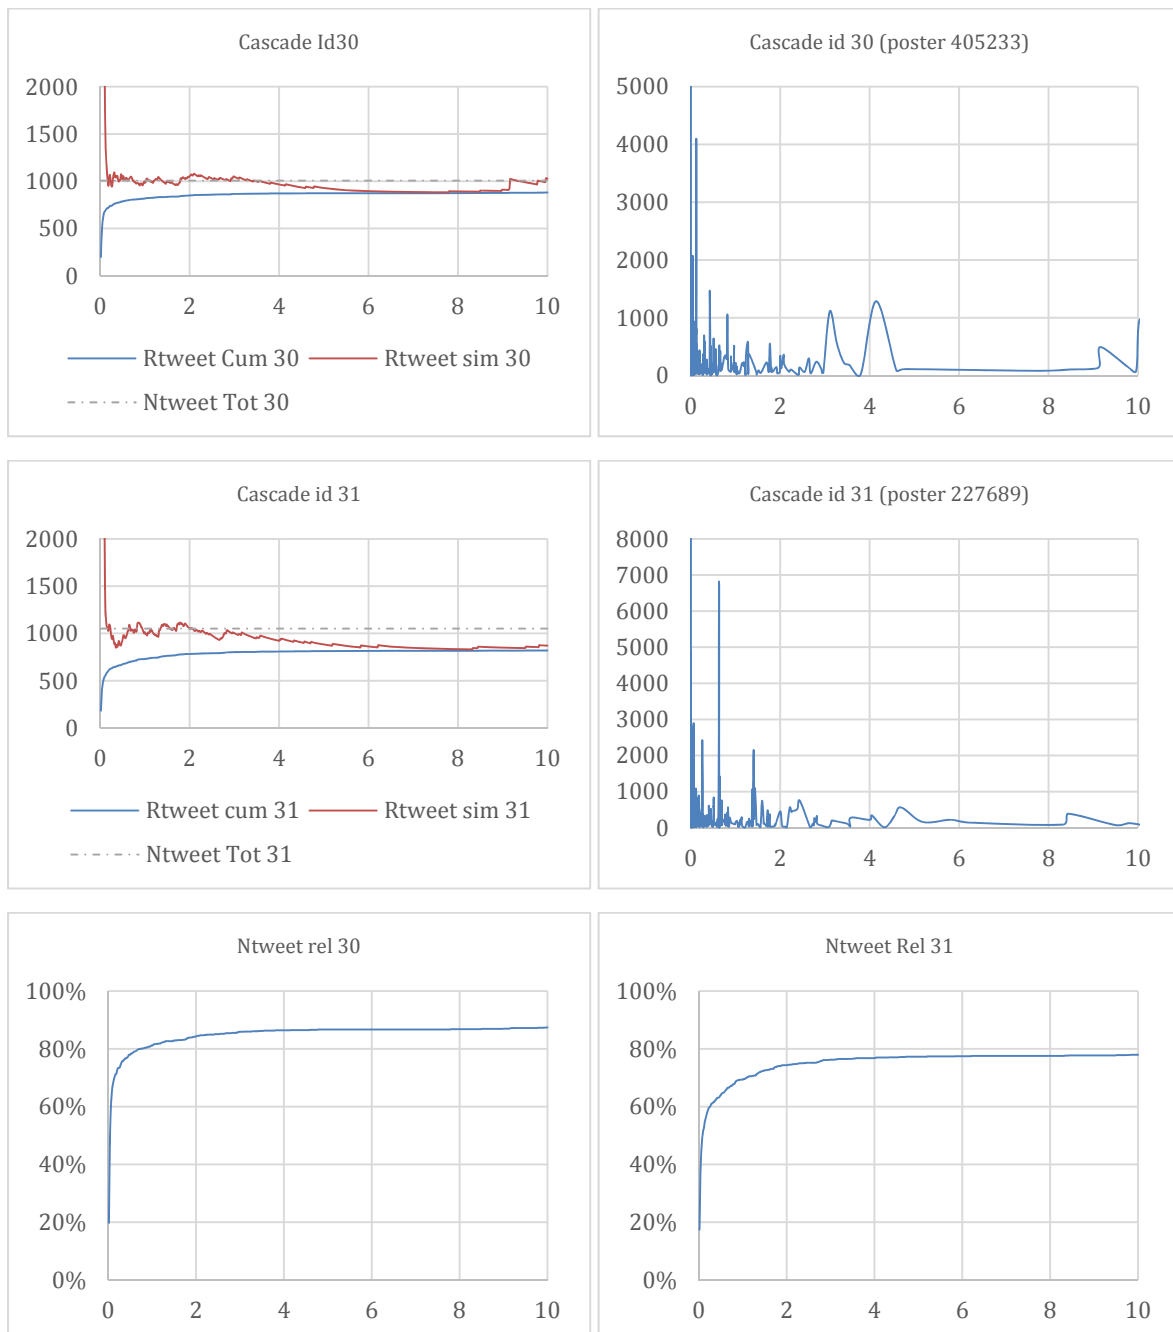 Cascade Id30
2000
1500
1000
500
0
0 2 4 6 8 10
Rtweet Cum 30 Rtweet sim 30
Ntweet Tot 30
Cascade id 30 (poster 405233)
5000
4000
3000
2000
1000
0
0 2 4 6 8 10
Cascade id 31
2000
1500
1000
500
0
0 2 4 6 8 10
Rtweet cum 31 Rtweet sim 31
Ntweet Tot 31
Cascade id 31 (poster 227689)
8000
7000
6000
5000
4000
3000
2000
1000
0
0 2 4 6 8 10
Ntweet rel 30
100%
80%
60%
40%
20%
0%
0 2 4 6 8 10
Ntweet Rel 31
100%
80%
60%
40%
20%
0%
0 2 4 6 8 10